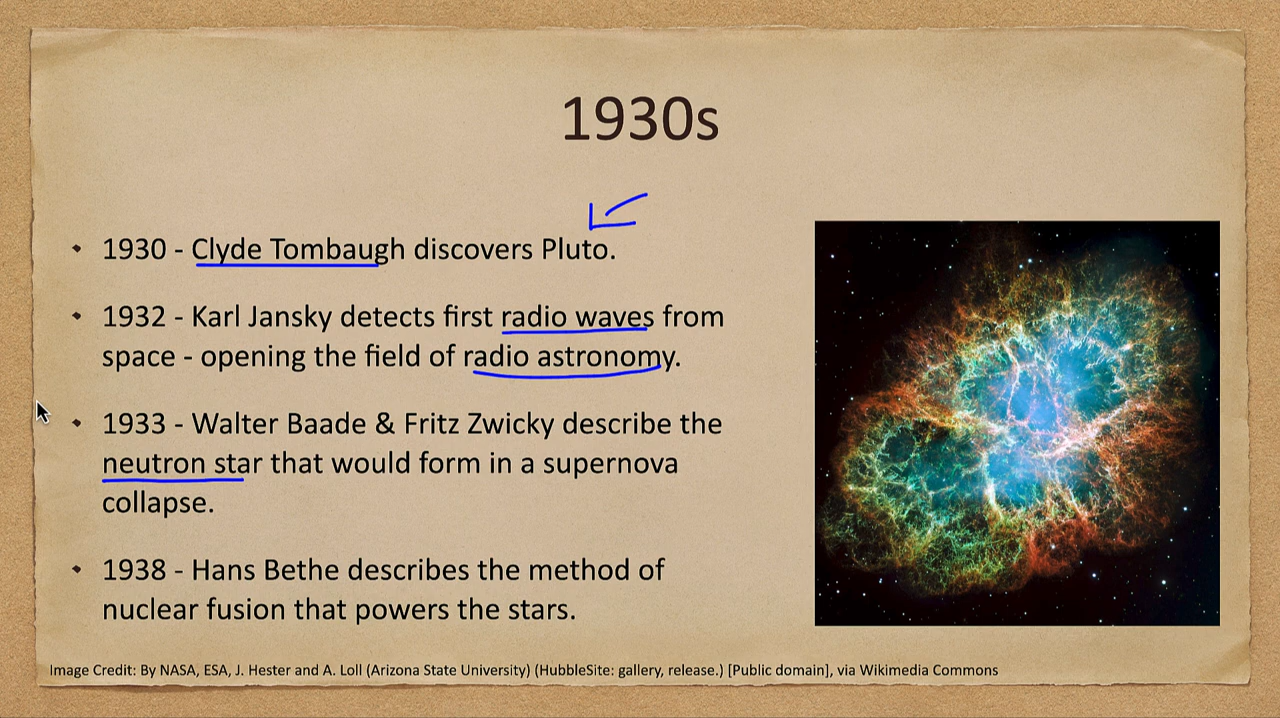 1930s
• 1930 - Clyde Tombaugh discovers Pluto.
• 1932 - Karl Jansky detects first radio waves from
space - opening the field of radio astronomy.
• 1933 - Walter Baade & Fritz Zwicky describe the
neutron star that would form in a supernova
collapse.
• 1938 - Hans Bethe describes the method of
nuclear fusion that powers the stars.
Image Credit: By NASA, ESA, J. Hester and A. Loll (Arizona State University) (HubbleSite: gallery, release.) [Public domain], via Wikimedia Commons